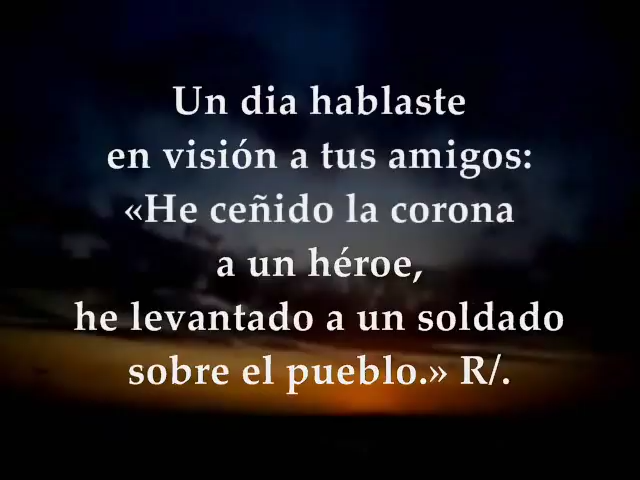 Un dia hablaste
en visión a tus amigos:
«He ceñido la corona
a un héroe,
he levantado a un soldado
sobre el pueblo.» R/.